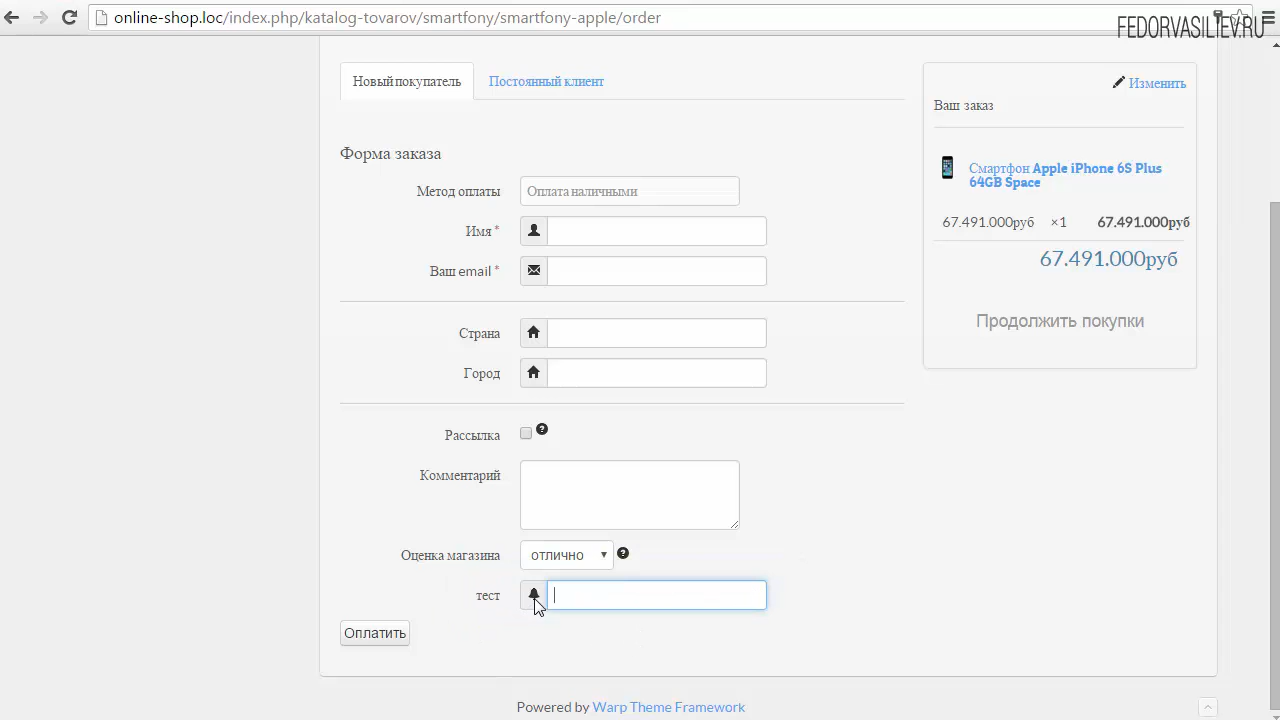 online-shop.loc/index.php/katalog-tovarov/smartfony/smartfony-apple/order
FEDORVASILIEV.RU
Новый покупатель
Постоянный клиент
Изменить
Ваш заказ
Форма заказа
Метод оплаты
Оплата наличными
Смартфон Apple iPhone 6S Plus
64GB Space
Имя *
67.491.000руб ×1 67.491.000руб
Ваш email *
67.491.000руб
Страна
Продолжить покупки
Город
Рассылка
Комментарий
Оценка магазина
отлично
тест
Оплатить
Powered by Warp Theme Framework